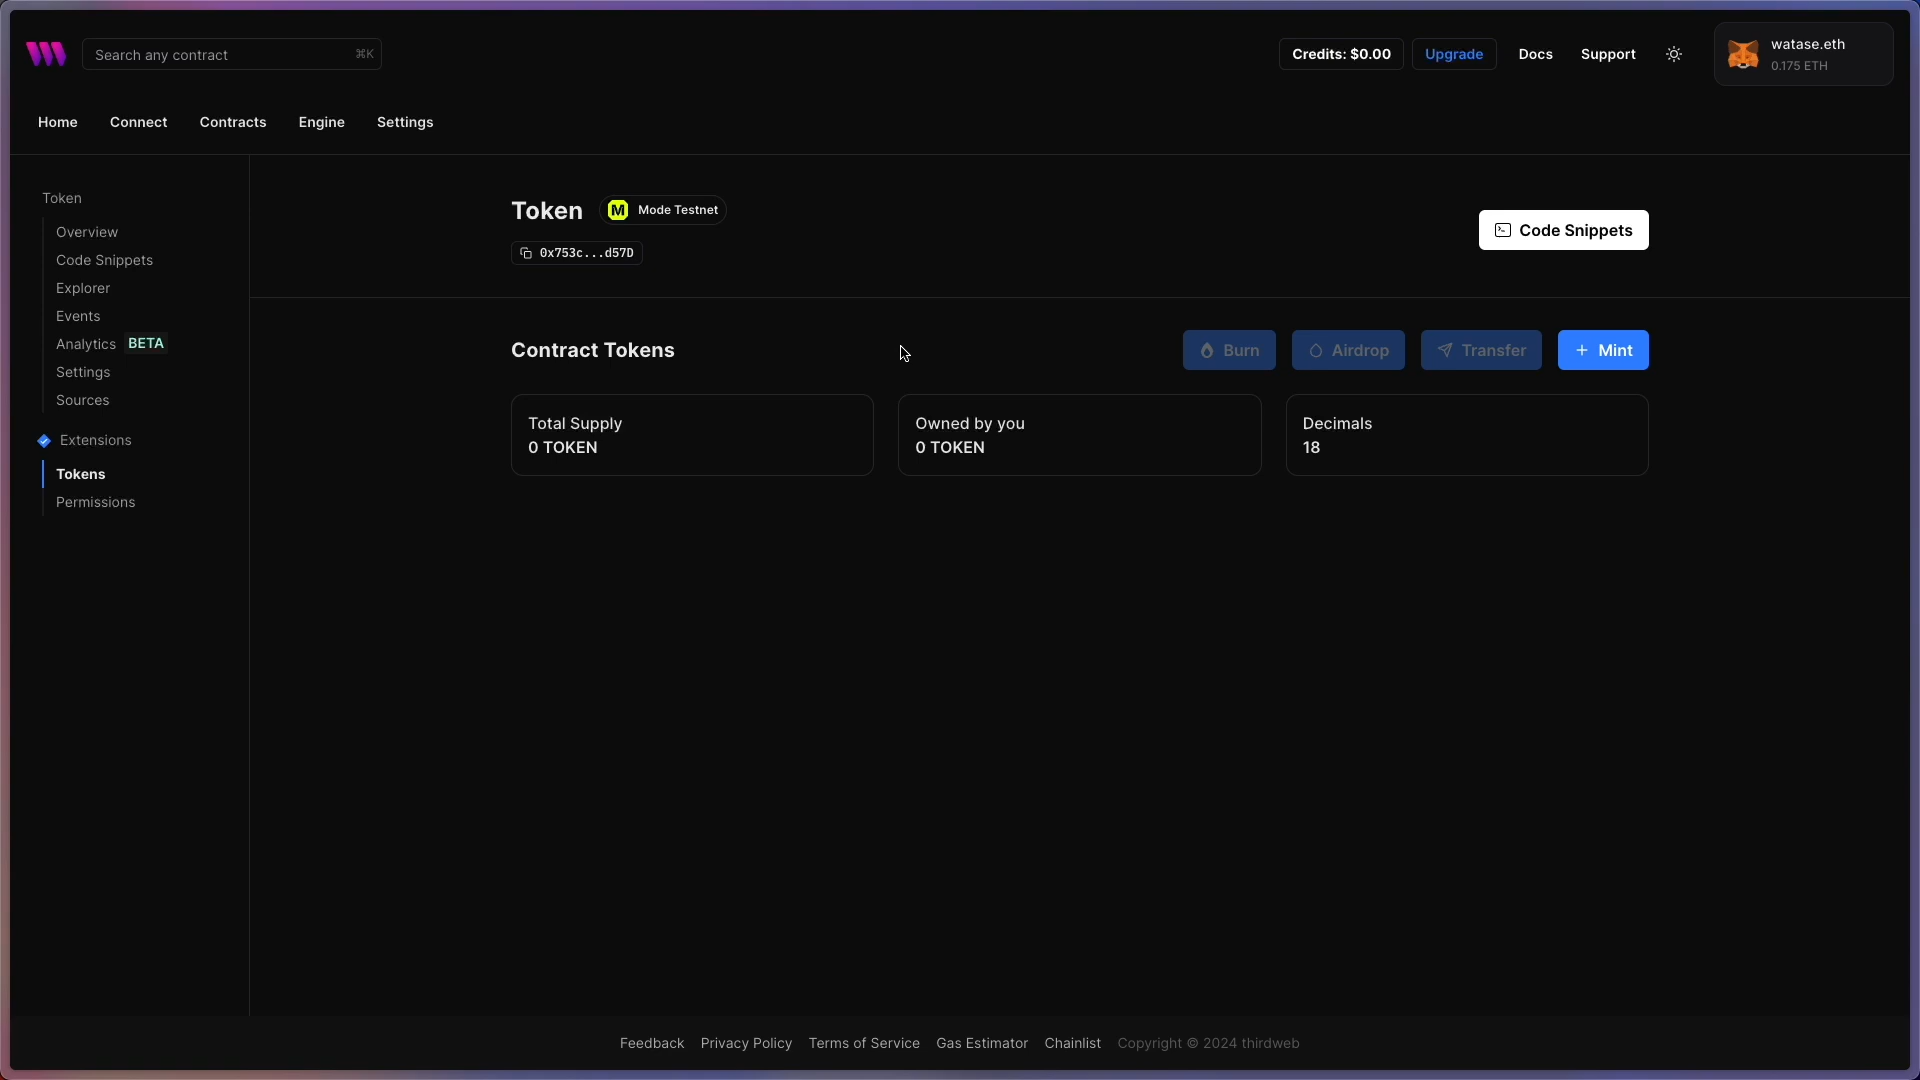 Search any contract ⌘K
Credits: $0.00
Upgrade
Docs
Support
watase.eth
0.175 ETH
Home
Connect
Contracts
Engine
Settings
Token
Overview
Code Snippets
Explorer
Events
Analytics BETA
Settings
Sources
Extensions
Tokens
Permissions
Token
M Mode Testnet
0x753c...d57D
Code Snippets
Contract Tokens
Burn
Airdrop
Transfer
+ Mint
Total Supply
0 TOKEN
Owned by you
0 TOKEN
Decimals
18
Feedback
Privacy Policy
Terms of Service
Gas Estimator
Chainlist
Copyright © 2024 thirdweb